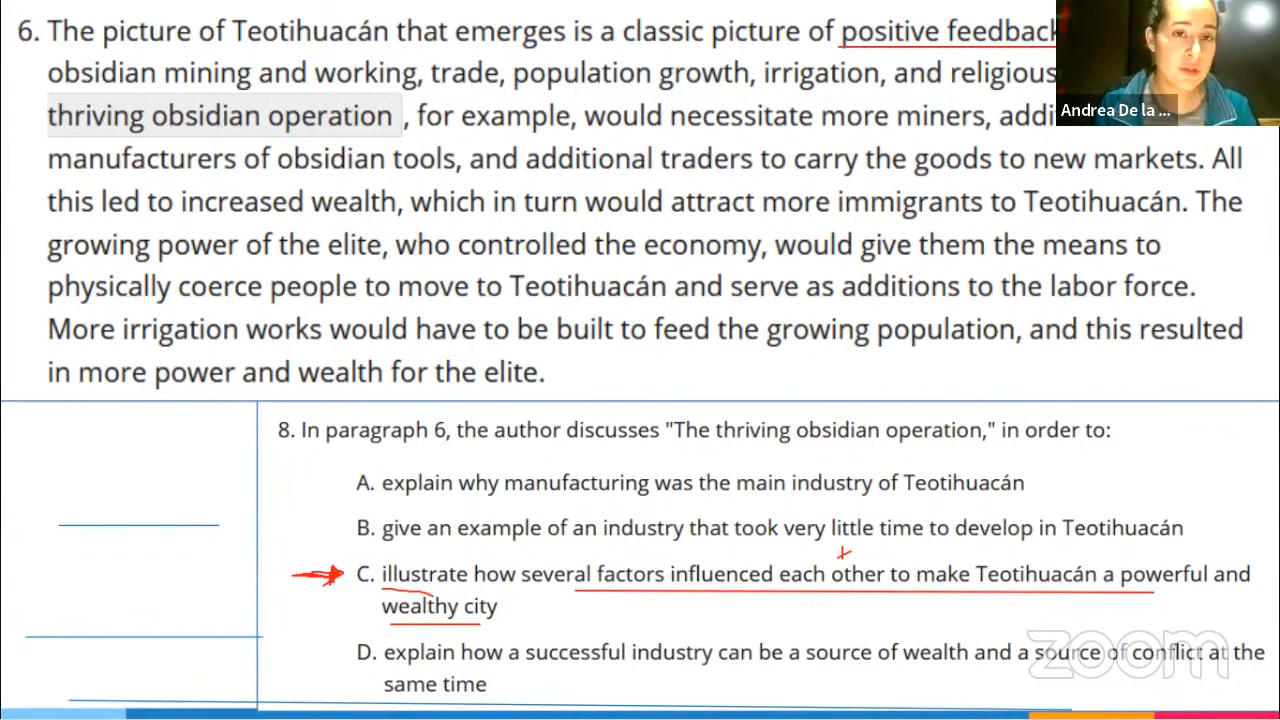 6. The picture of Teotihuacán that emerges is a classic picture of positive feedback
obsidian mining and working, trade, population growth, irrigation, and religious
thriving obsidian operation , for example, would necessitate more miners, addi
Andrea De la ...
manufacturers of obsidian tools, and additional traders to carry the goods to new markets. All
this led to increased wealth, which in turn would attract more immigrants to Teotihuacán. The
growing power of the elite, who controlled the economy, would give them the means to
physically coerce people to move to Teotihuacán and serve as additions to the labor force.
More irrigation works would have to be built to feed the growing population, and this resulted
in more power and wealth for the elite.
8. In paragraph 6, the author discusses "The thriving obsidian operation," in order to:
A. explain why manufacturing was the main industry of Teotihuacán
B. give an example of an industry that took very little time to develop in Teotihuacán
+
C. illustrate how several factors influenced each other to make Teotihuacán a powerful and
wealthy city
D. explain how a successful industry can be a source of wealth and a source of conflict at the
same time
zoom